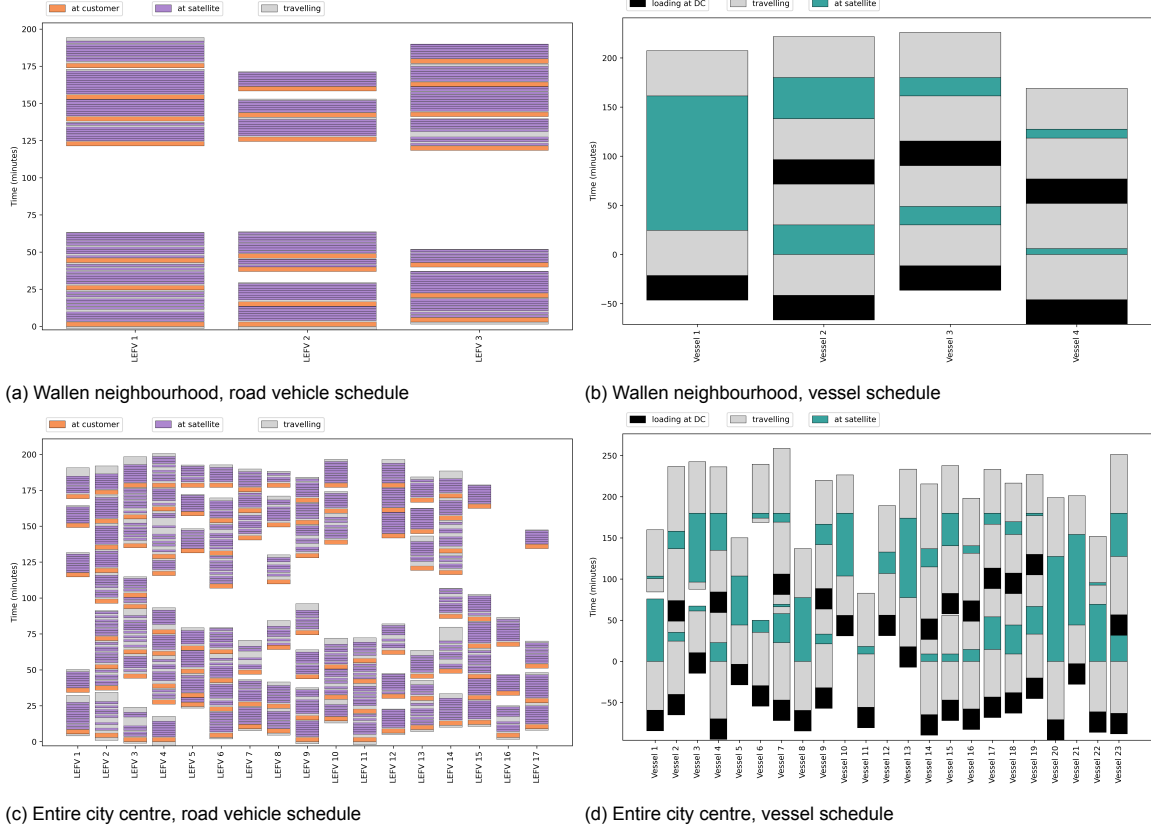 at customer at satellite travelling
200
175
150
125
100
75
50
25
0
Time (minutes)
LEFV 1 LEFV 2 LEFV 3
(a) Wallen neighbourhood, road vehicle schedule
loading at DC travelling at satellite
200
150
100
50
0
−50
Time (minutes)
Vessel 1 Vessel 2 Vessel 3 Vessel 4
(b) Wallen neighbourhood, vessel schedule
at customer at satellite travelling
200
175
150
125
100
75
50
25
0
Time (minutes)
LEFV 1 LEFV 2 LEFV 3 LEFV 4 LEFV 5 LEFV 6 LEFV 7 LEFV 8 LEFV 9 LEFV 10 LEFV 11 LEFV 12 LEFV 13 LEFV 14 LEFV 15 LEFV 16 LEFV 17
(c) Entire city centre, road vehicle schedule
loading at DC travelling at satellite
250
200
150
100
50
0
−50
Time (minutes)
Vessel 1 Vessel 2 Vessel 3 Vessel 4 Vessel 5 Vessel 6 Vessel 7 Vessel 8 Vessel 9 Vessel 10 Vessel 11 Vessel 12 Vessel 13 Vessel 14 Vessel 15 Vessel 16 Vessel 17 Vessel 18 Vessel 19 Vessel 20 Vessel 21 Vessel 22 Vessel 23
(d) Entire city centre, vessel schedule